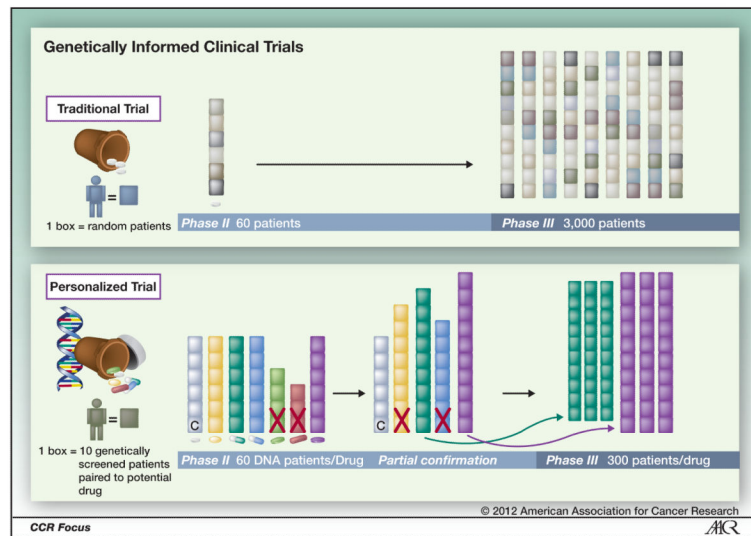 Genetically Informed Clinical Trials
Traditional Trial
=
1 box = random patients
Phase II 60 patients
Phase III 3,000 patients
Personalized Trial
=
1 box = 10 genetically
screened patients
paired to potential
drug
C
C
Phase II 60 DNA patients/Drug
Partial confirmation
Phase III 300 patients/drug
© 2012 American Association for Cancer Research
CCR Focus
AACR